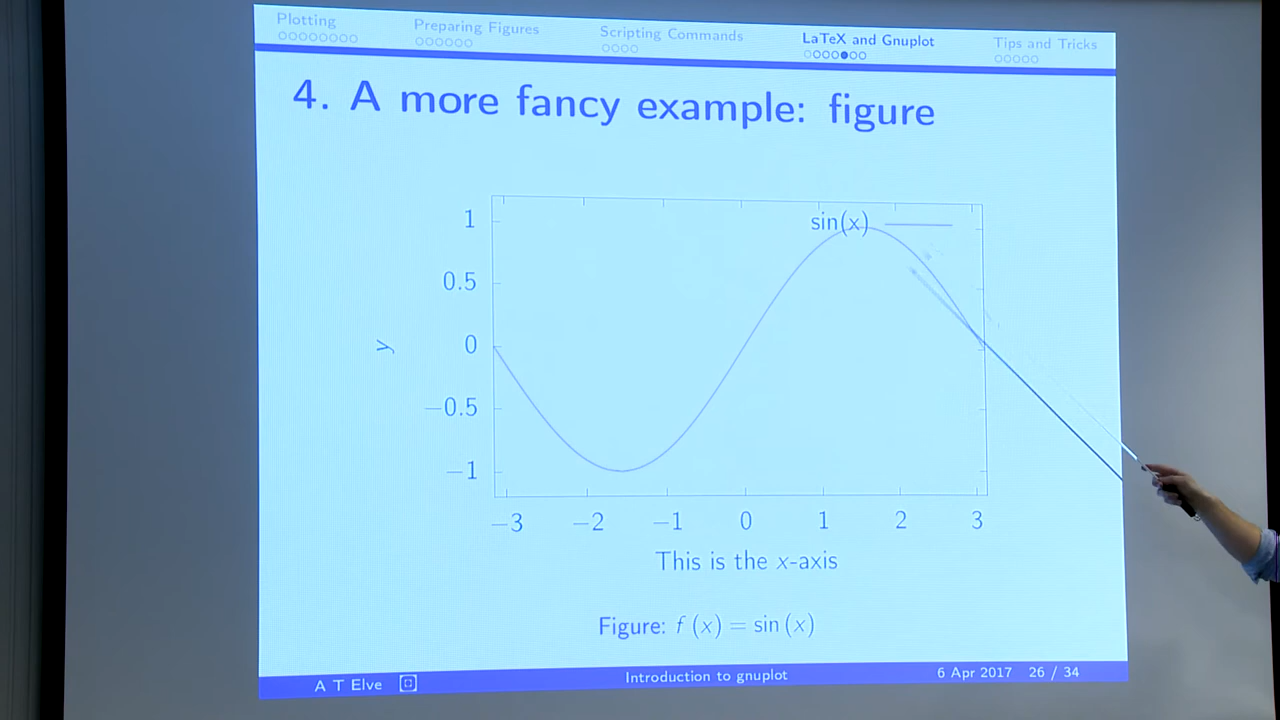 Plotting Preparing Figures Scripting Commands LaTeX and Gnuplot Tips and Tricks
4. A more fancy example: figure
sin(x)
1
0.5
0
−0.5
−1
y
−3 −2 −1 0 1 2 3
This is the x-axis
Figure: f (x) = sin (x)
A T Elve Introduction to gnuplot 6 Apr 2017 26 / 34